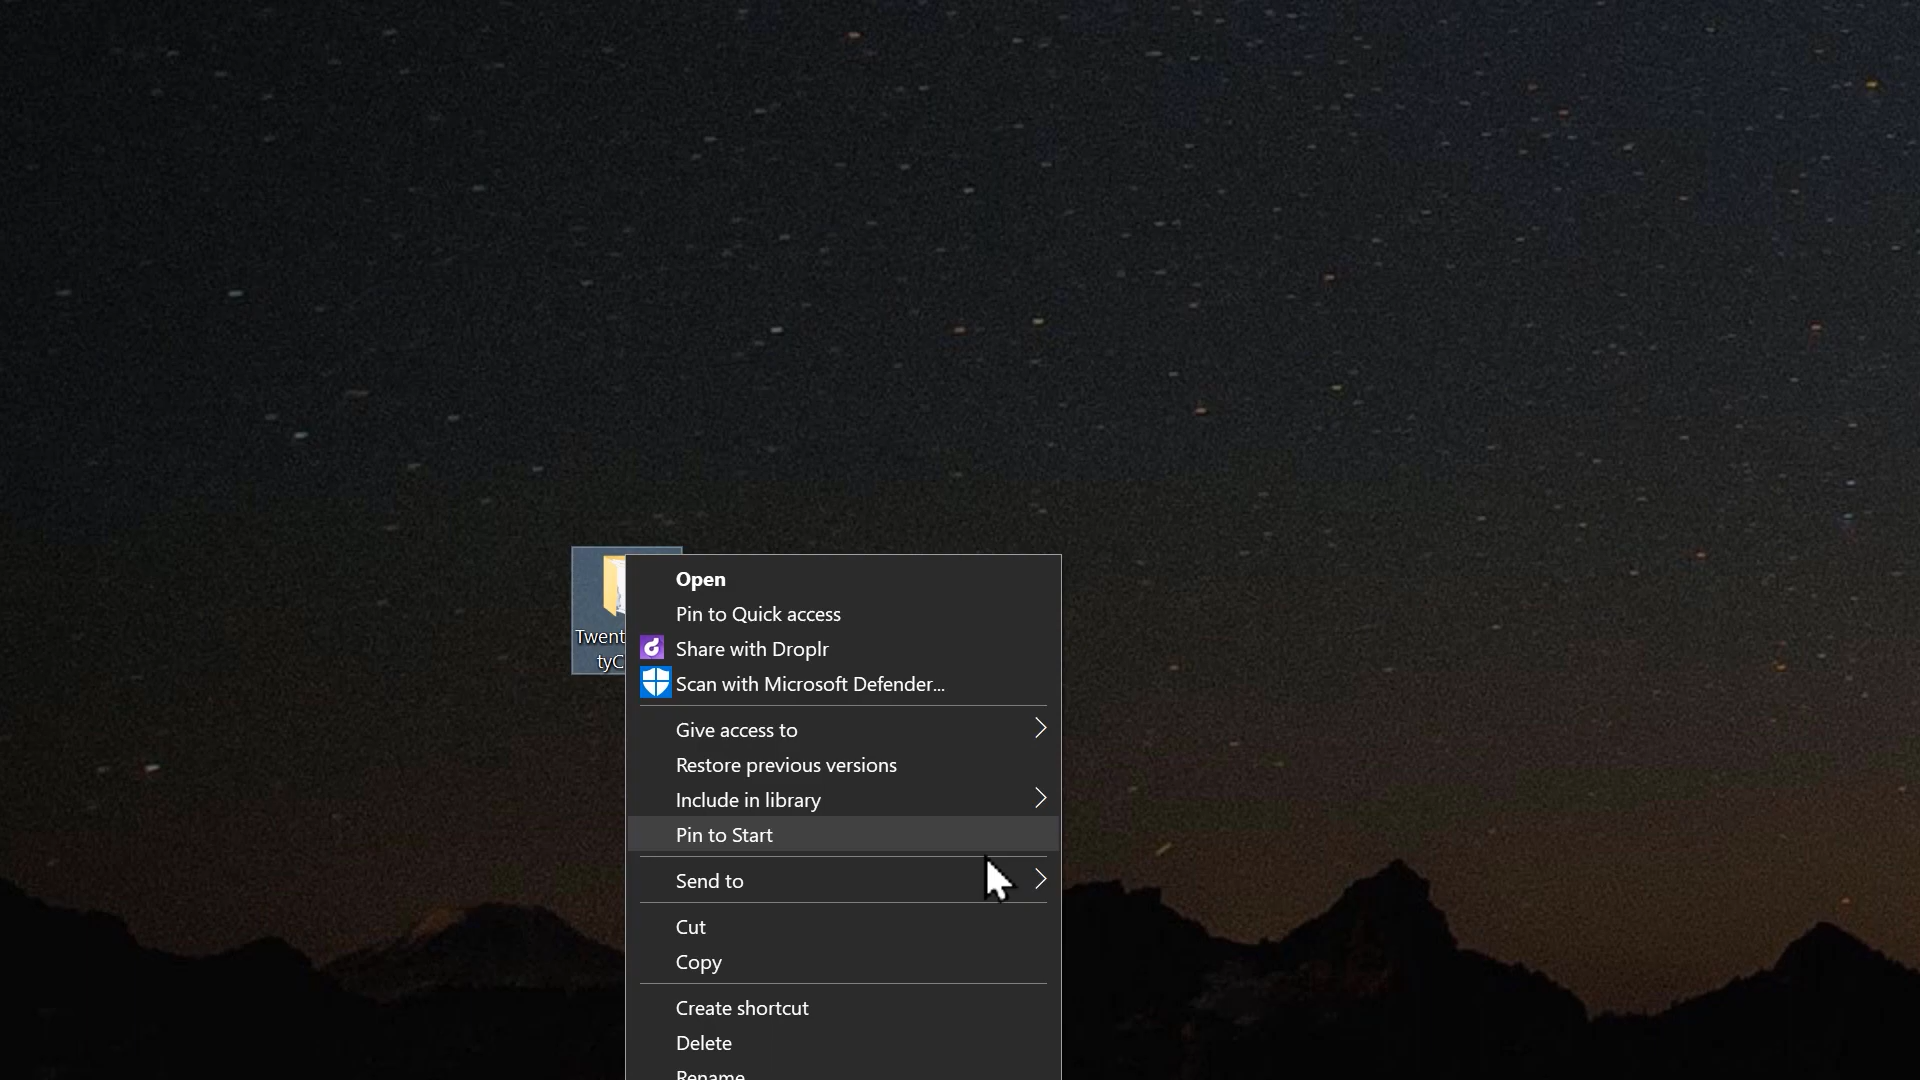 Open
Pin to Quick access
Share with Droplr
Scan with Microsoft Defender...
Twent
tyC
Give access to
Restore previous versions
Include in library
Pin to Start
Send to
Cut
Copy
Create shortcut
Delete
Rename